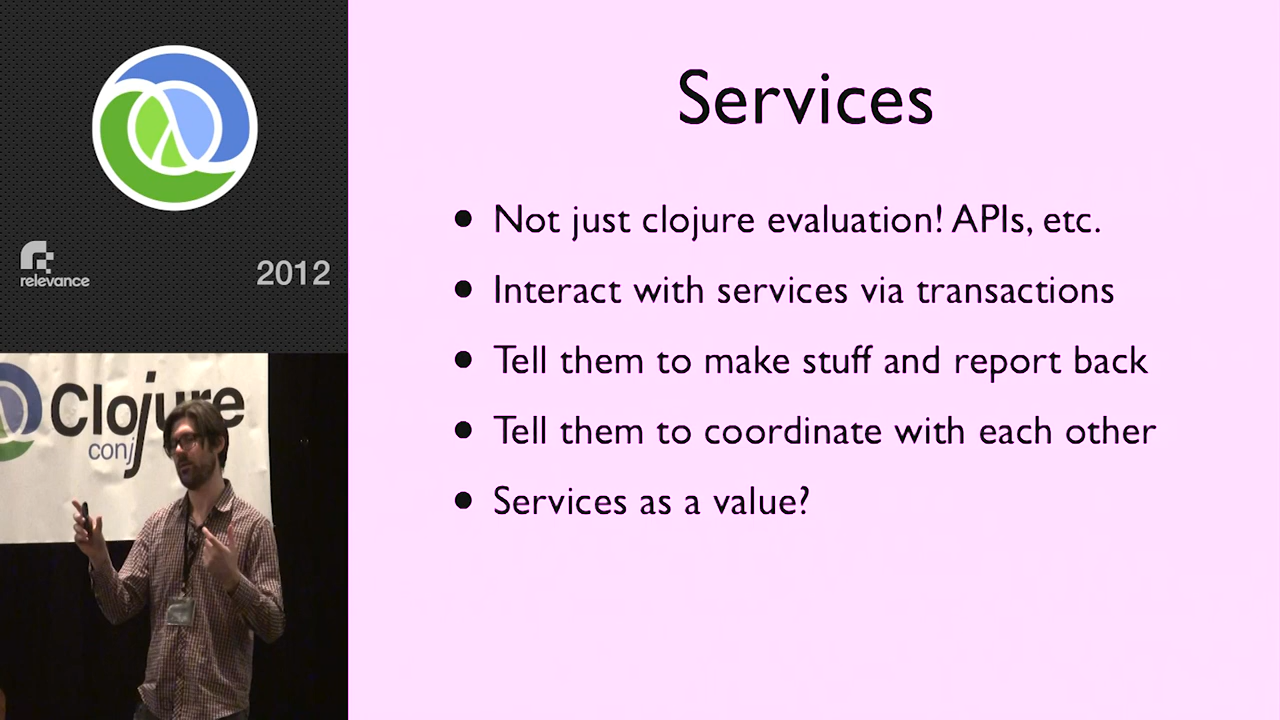 relevance
2012
Clojure
conj
Services
• Not just clojure evaluation! APIs, etc.
• Interact with services via transactions
• Tell them to make stuff and report back
• Tell them to coordinate with each other
• Services as a value?